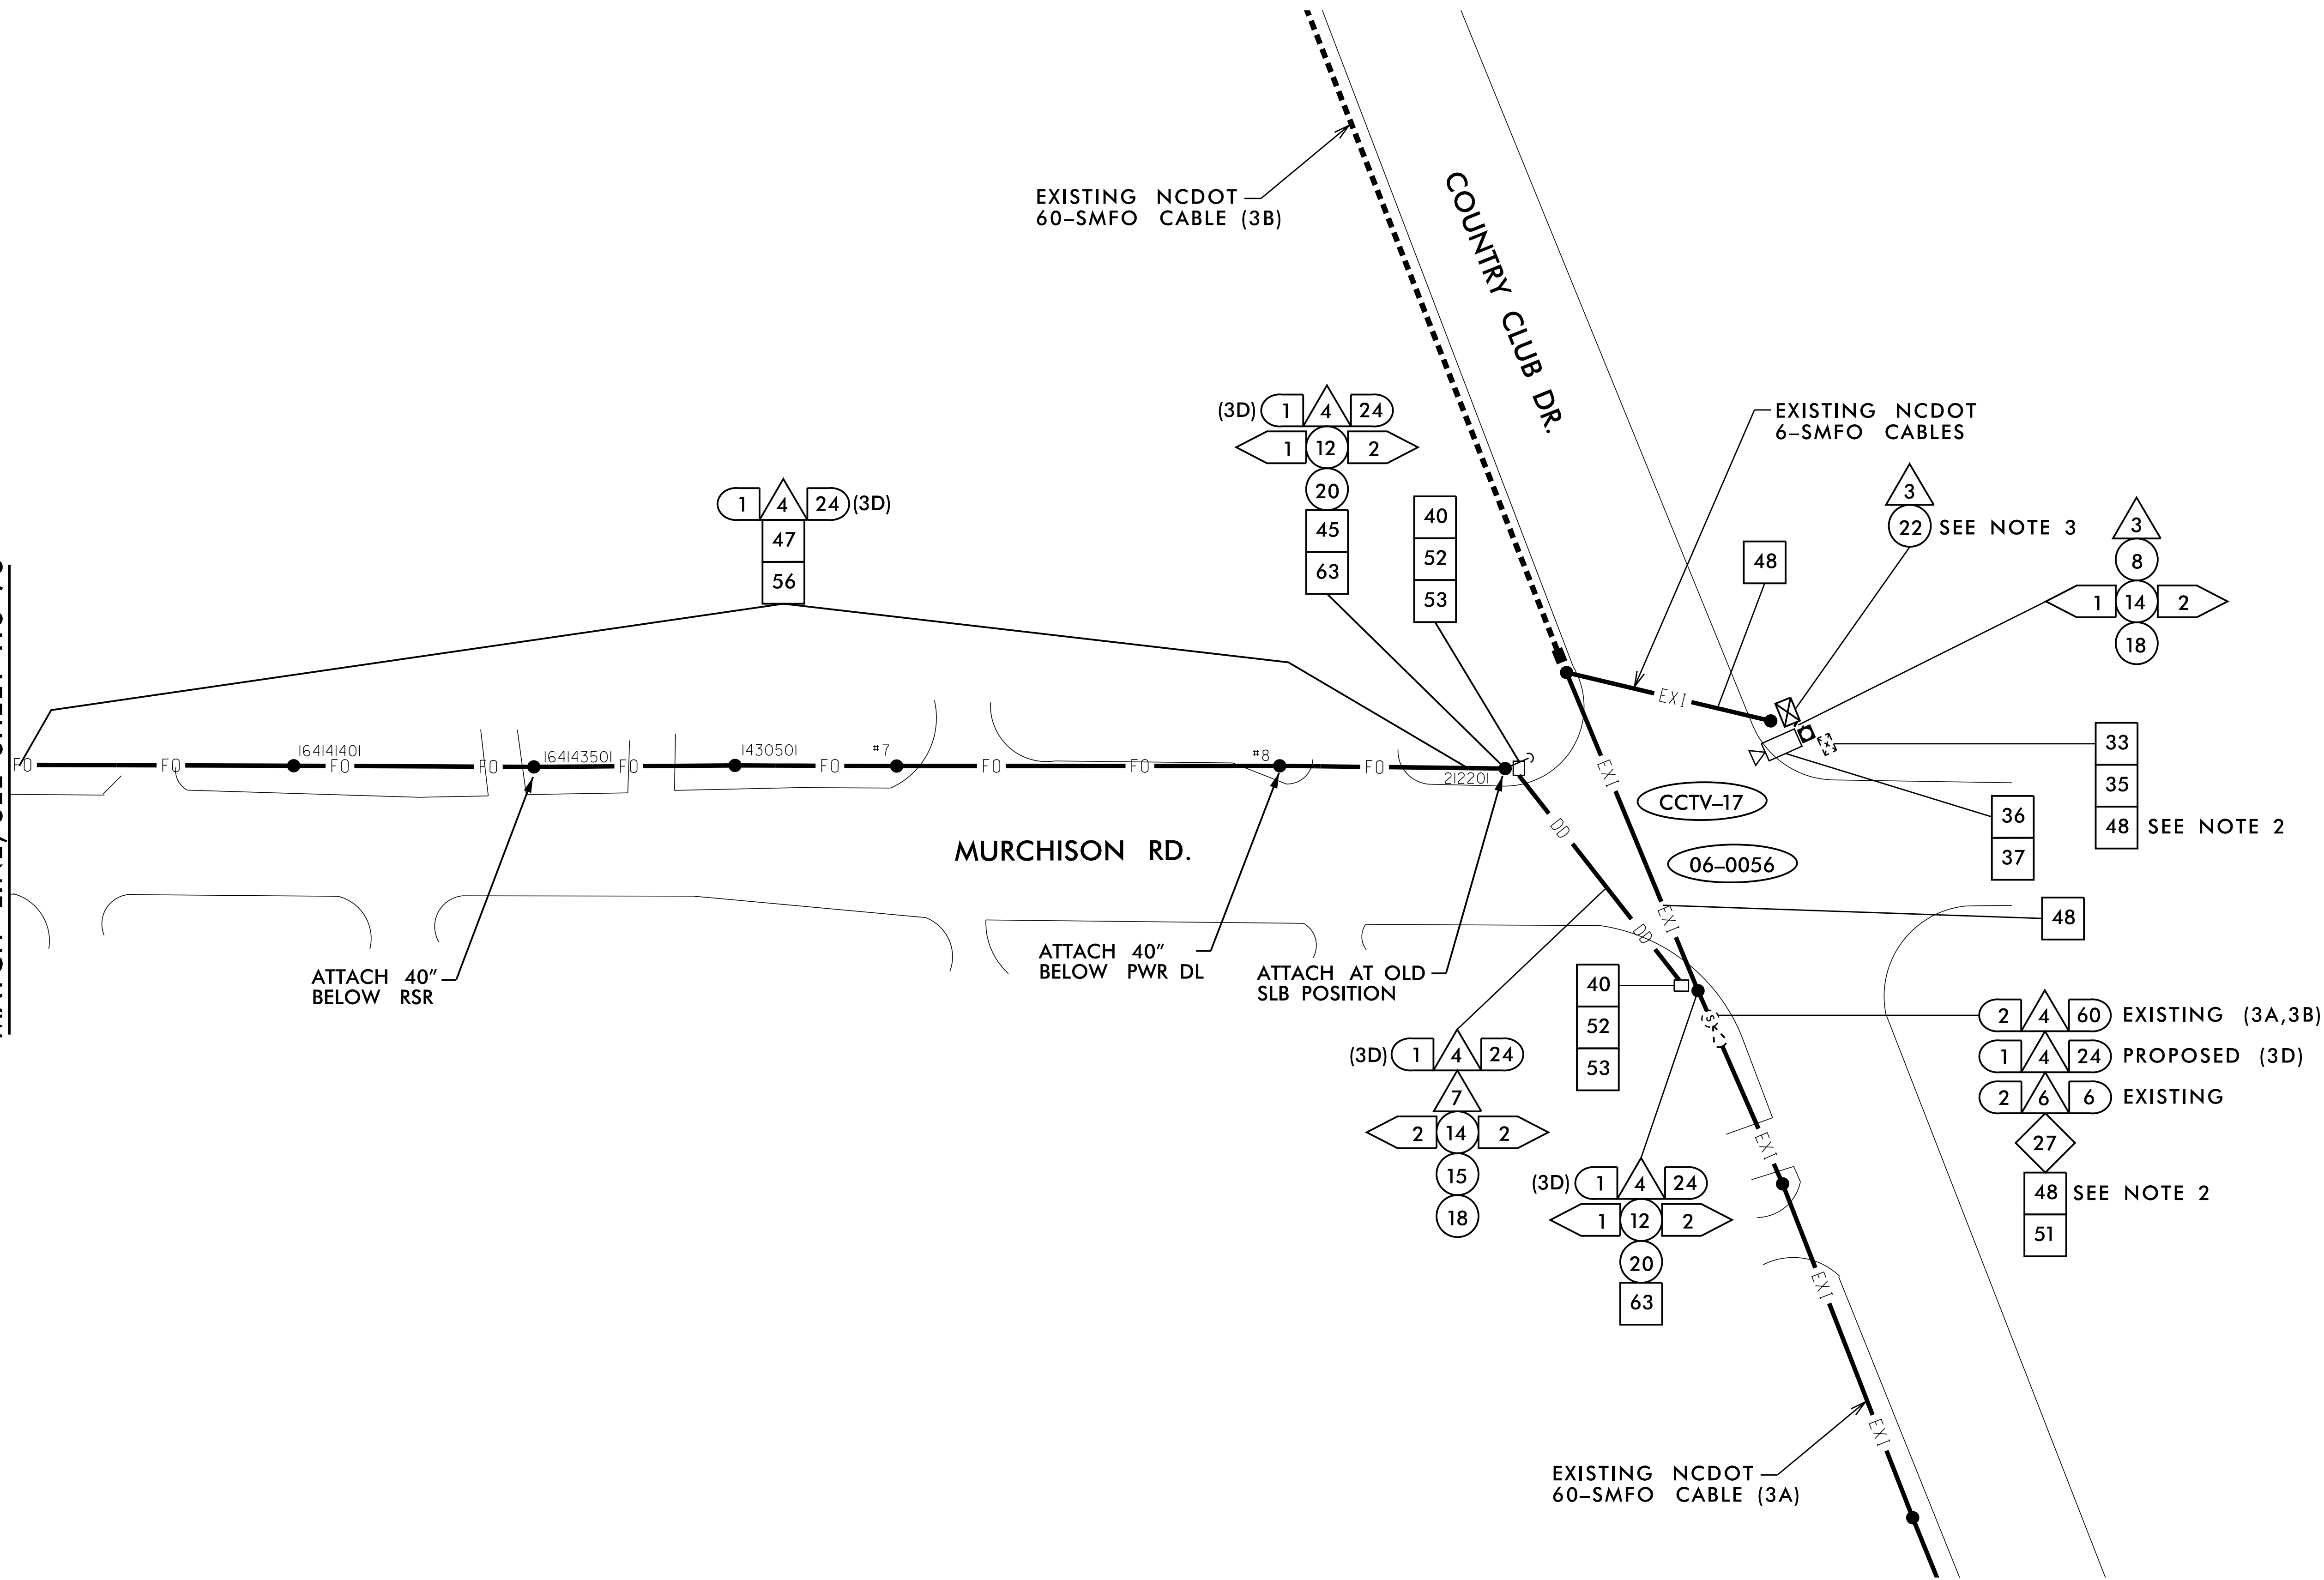 EXISTING NCDOT
60–SMFO CABLE (3B)
COUNTRY CLUB DR.
(3D) 1 4 24
1 12 2
20
45
63
40
52
53
EXISTING NCDOT
6–SMFO CABLES
3
22 SEE NOTE 3
3
8
1 14 2
18
48
1 4 24 (3D)
47
56
EXI
33
35
48 SEE NOTE 2
36
37
FO
FO
164141401
FO
FO
164143501
FO
1430501
FO
#7
FO
FO
#8
FO
212201
EXI
CCTV–17
DD
MURCHISON RD.
06–0056
48
EXI
DD
ATTACH 40"
BELOW RSR
ATTACH 40"
BELOW PWR DL
ATTACH AT OLD
SLB POSITION
40
52
53
S
2 4 60 EXISTING (3A,3B)
1 4 24 PROPOSED (3D)
2 6 6 EXISTING
27
48 SEE NOTE 2
51
(3D) 1 4 24
7
2 14 2
15
18
EXI
(3D) 1 4 24
1 12 2
20
63
EXI
EXI
EXISTING NCDOT
60–SMFO CABLE (3A)